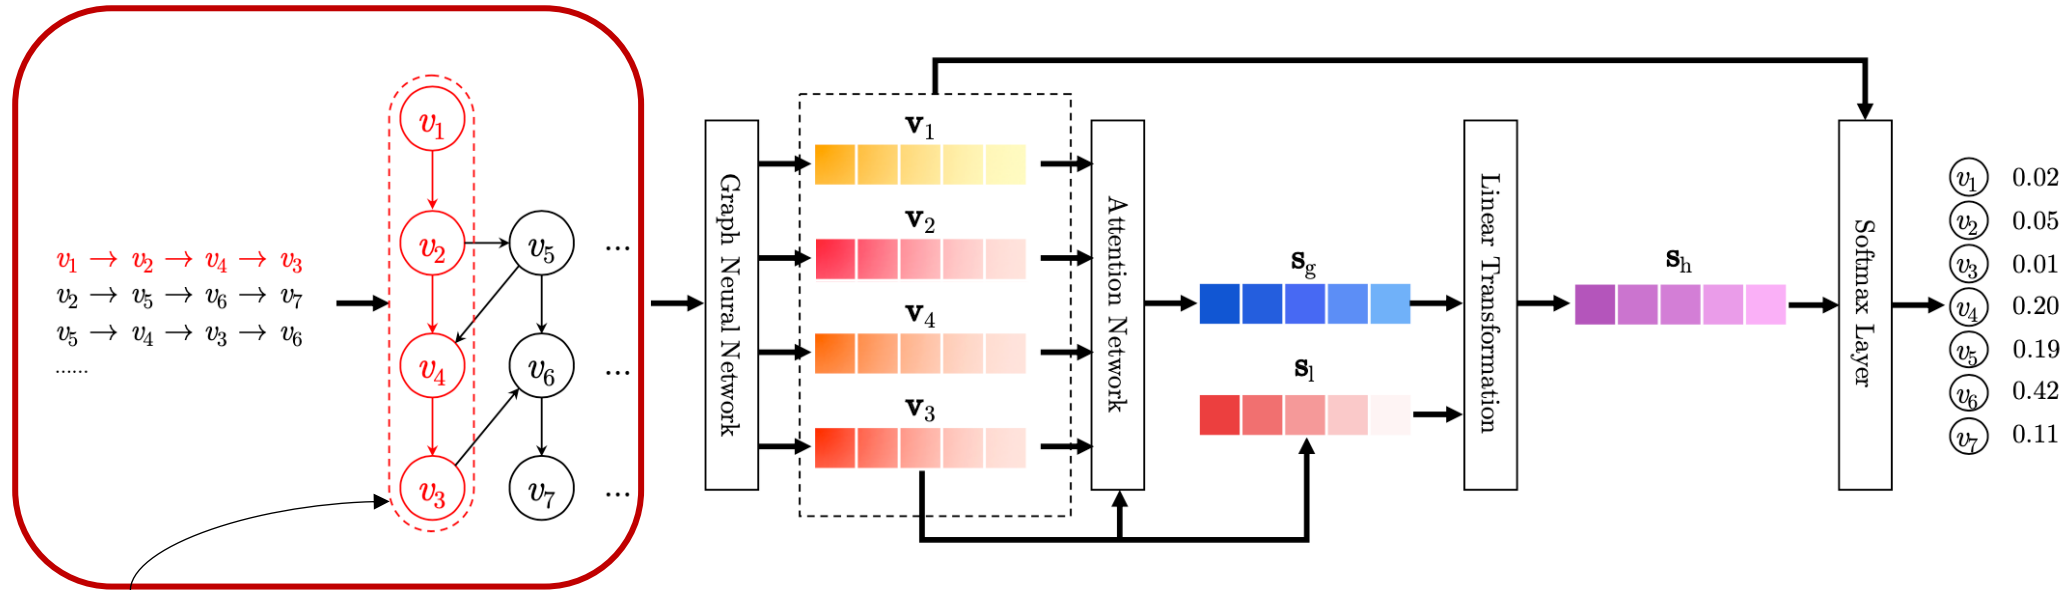 v1 → v2 → v4 → v3
v2 → v5 → v6 → v7
v5 → v4 → v3 → v6
......
v1
v2
v5
...
v4
v6
...
v3
v7
...
Graph Neural Network
v1
v2
v4
v3
Attention Network
sg
sl
Linear Transformation
sh
Softmax Layer
v1 0.02
v2 0.05
v3 0.01
v4 0.20
v5 0.19
v6 0.42
v7 0.11